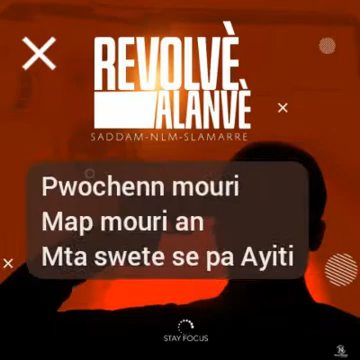 REVOLVÈ
ALANVÈ
SADDAM-NLM-SLAMARRE
Pwochenn mouri
Map mouri an
Mta swete se pa Ayiti
STAY FOCUS